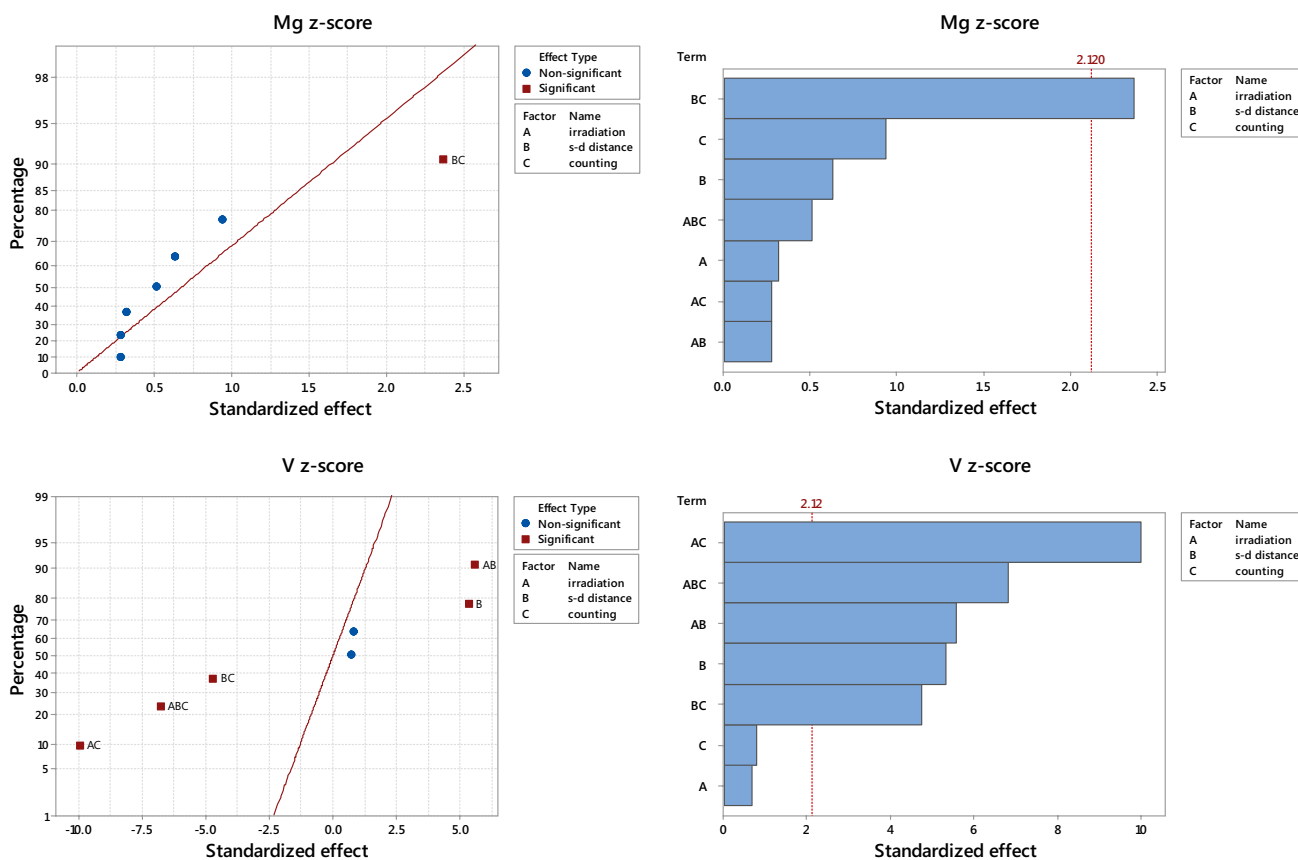 Mg z-score
Percentage
98
95
90
85
80
70
60
50
40
30
20
10
0
0.0 0.5 1.0 1.5 2.0 2.5
Standardized effect
BC
Effect Type
Non-significant
Significant
Factor Name
A irradiation
B s-d distance
C counting
Mg z-score
Term
2.120
BC
C
B
ABC
A
AC
AB
0.0 0.5 10 15 2.0 2.5
Standardized effect
Factor Name
A irradiation
B s-d distance
C counting
V z-score
Percentage
99
95
90
80
70
60
50
40
30
20
10
5
1
-10.0 -7.5 -5.0 -2.5 0.0 2.5 5.0
Standardized effect
AB
B
BC
ABC
AC
Effect Type
Non-significant
Significant
Factor Name
A irradiation
B s-d distance
C counting
V z-score
Term
2.12
AC
ABC
AB
B
BC
C
A
0 2 4 6 8 10
Standardized effect
Factor Name
A irradiation
B s-d distance
C counting